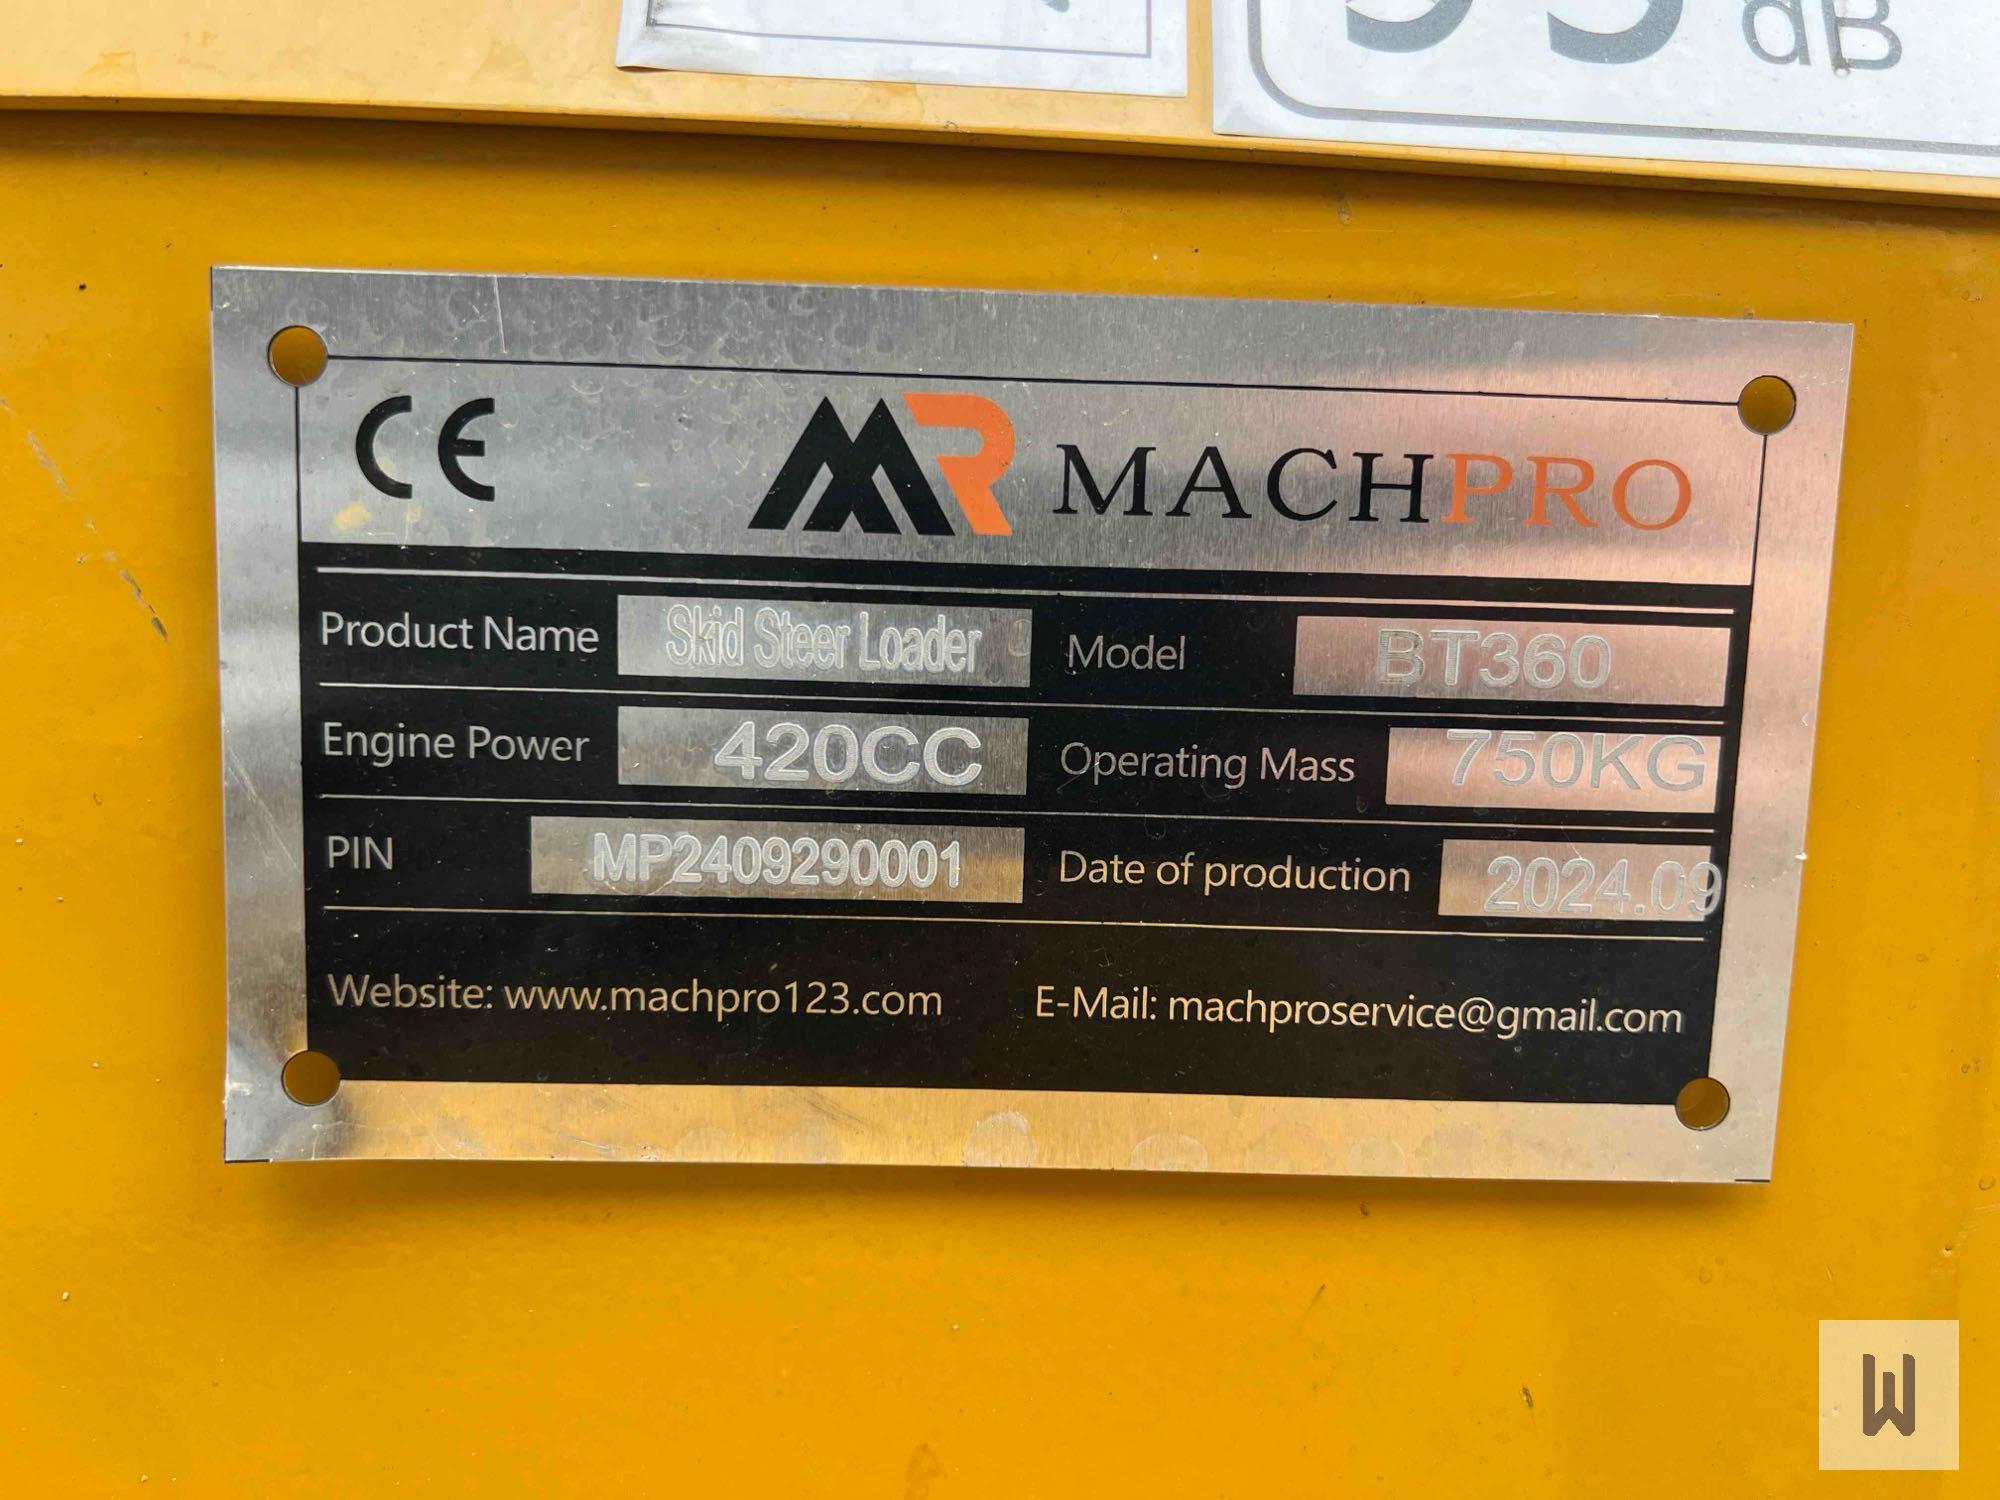 dB
CE
MR MACHPRO
Product Name Skid Steer Loader Model BT360
Engine Power 420CC Operating Mass 750KG
PIN MP2409290001 Date of production 2024.09
Website: www.machpro123.com E-Mail: machproservice@gmail.com
W